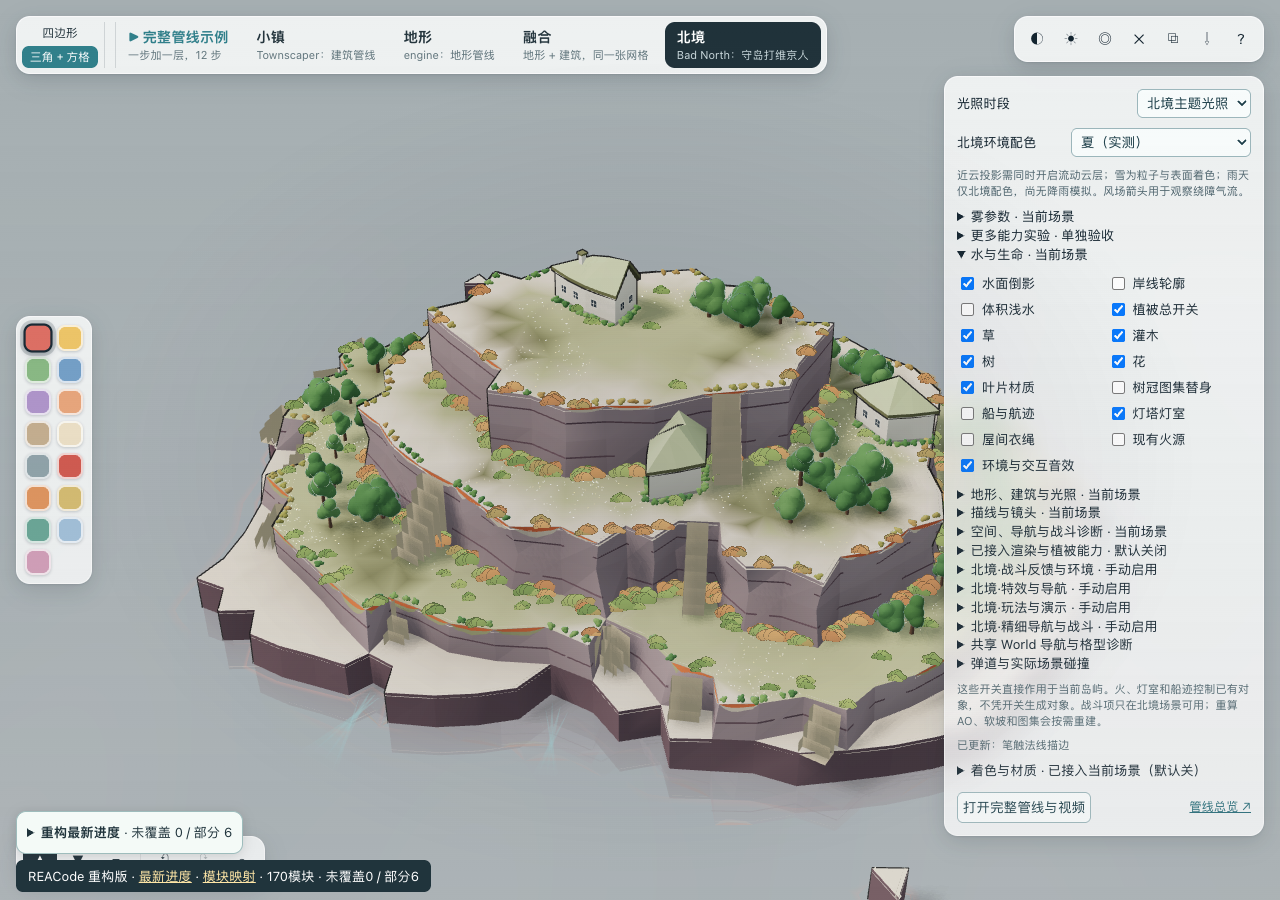 四边形
三角 + 方格
▶ 完整管线示例
一步加一层，12 步
小镇
Townscaper：建筑管线
地形
engine：地形管线
融合
地形 + 建筑，同一张网格
北境
Bad North：守岛打维京人
?
光照时段
北境主题光照
北境环境配色
夏（实测）
近云投影需同时开启流动云层；雪为粒子与表面着色；雨天
仅北境配色，尚无降雨模拟。风场箭头用于观察绕障气流。
▶ 雾参数 · 当前场景
▶ 更多能力实验 · 单独验收
▼ 水与生命 · 当前场景
水面倒影
岸线轮廓
体积浅水
植被总开关
草
灌木
树
花
叶片材质
树冠图集替身
船与航迹
灯塔灯室
屋间衣绳
现有火源
环境与交互音效
▶ 地形、建筑与光照 · 当前场景
▶ 描线与镜头 · 当前场景
▶ 空间、导航与战斗诊断 · 当前场景
▶ 已接入渲染与植被能力 · 默认关闭
▶ 北境·战斗反馈与环境 · 手动启用
▶ 北境·特效与导航 · 手动启用
▶ 北境·玩法与演示 · 手动启用
▶ 北境·精细导航与战斗 · 手动启用
▶ 共享 World 导航与格型诊断
▶ 弹道与实际场景碰撞
这些开关直接作用于当前岛屿。火、灯室和船迹控制已有对
象，不凭开关生成对象。战斗项只在北境场景可用；重算
AO、软坡和图集会按需重建。
已更新：笔触法线描边
▶ 着色与材质 · 已接入当前场景（默认关）
打开完整管线与视频
管线总览 ↗
▶ 重构最新进度 · 未覆盖 0 / 部分 6
REACode 重构版 · 最新进度 · 模块映射 · 170模块 · 未覆盖0 / 部分6